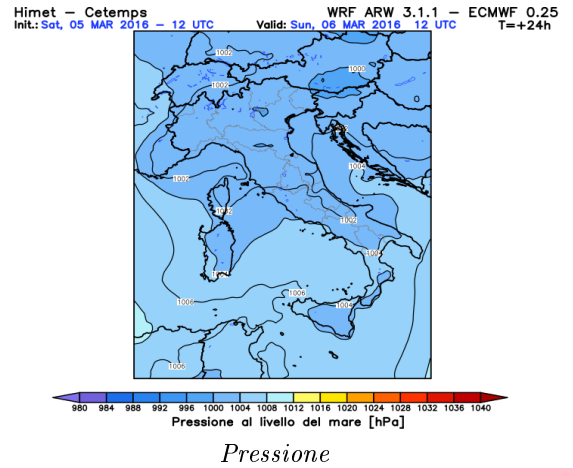 Himet – Cetemps WRF ARW 3.1.1 – ECMWF 0.25
Init.: Sat, 05 MAR 2016 – 12 UTC Valid: Sun, 06 MAR 2016 12 UTC T=+24h
1002
1000
1002
1004
1002
1002
1002
1004
1004
1006
1006
1004
1006
980 984 988 992 996 1000 1004 1008 1012 1016 1020 1024 1028 1032 1036 1040
Pressione al livello del mare [hPa]
Pressione